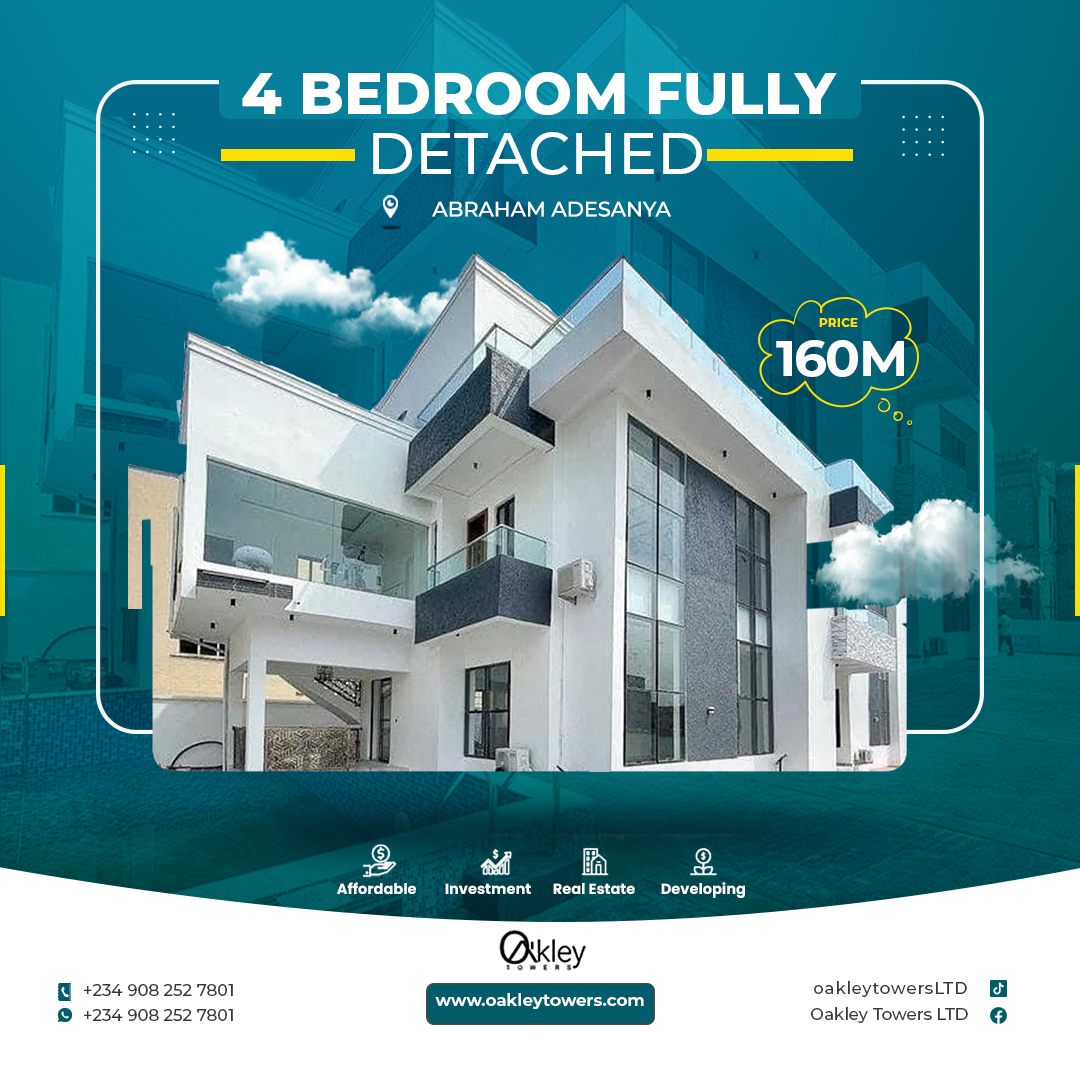 4 BEDROOM FULLY
DETACHED
ABRAHAM ADESANYA
PRICE
160M
Affordable
Investment
Real Estate
Developing
Oakley
TOWERS
+234 908 252 7801
+234 908 252 7801
www.oakleytowers.com
oakleytowersLTD
Oakley Towers LTD